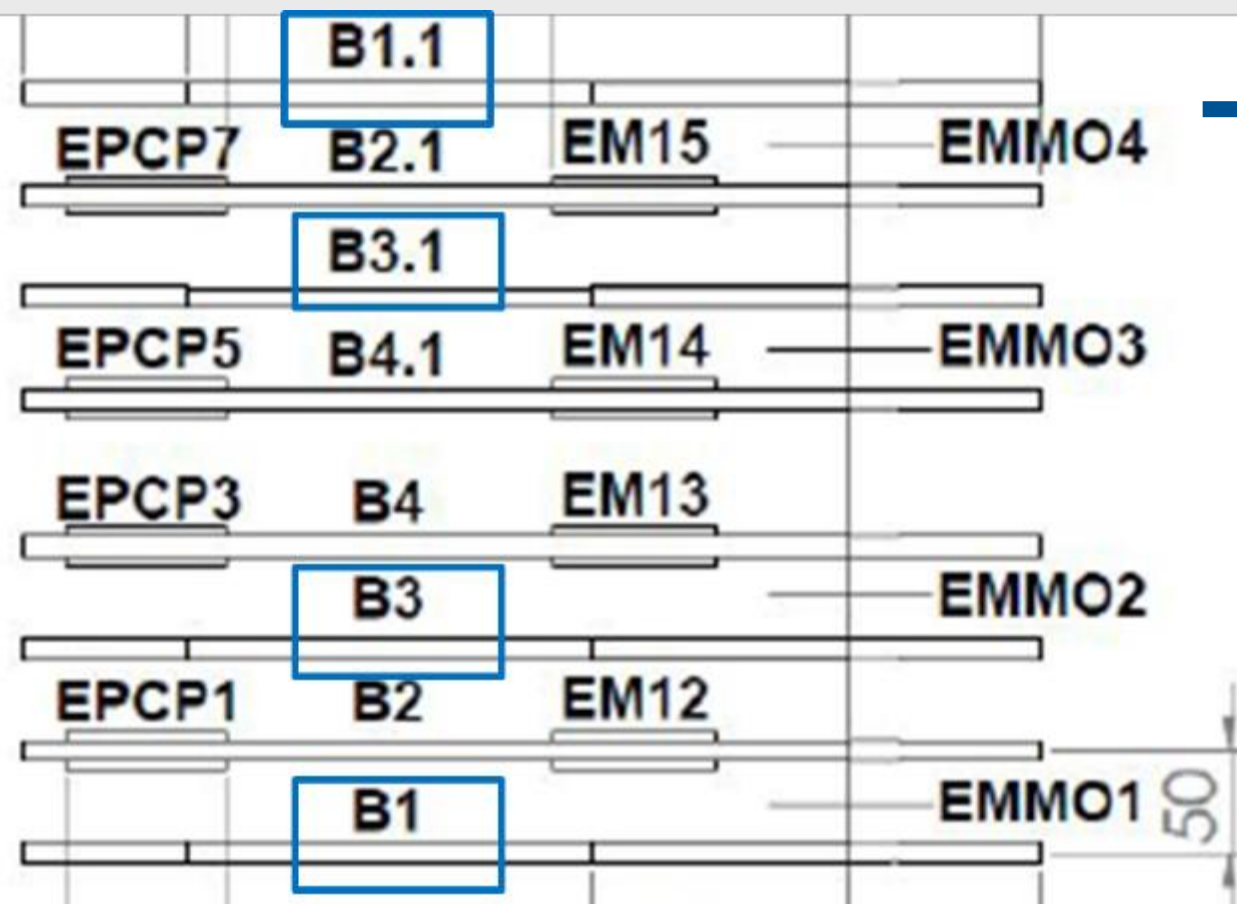 B1.1
EPCP7 B2.1 EM15 EMMO4
B3.1
EPCP5 B4.1 EM14 EMMO3
EPCP3 B4 EM13
B3 EMMO2
EPCP1 B2 EM12
B1 EMMO1 50